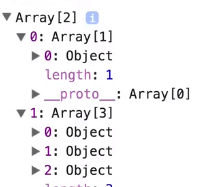 ▼ Array[2] i
▼ 0: Array[1]
▶ 0: Object
length: 1
▶ __proto__: Array[0]
▼ 1: Array[3]
▶ 0: Object
▶ 1: Object
▶ 2: Object